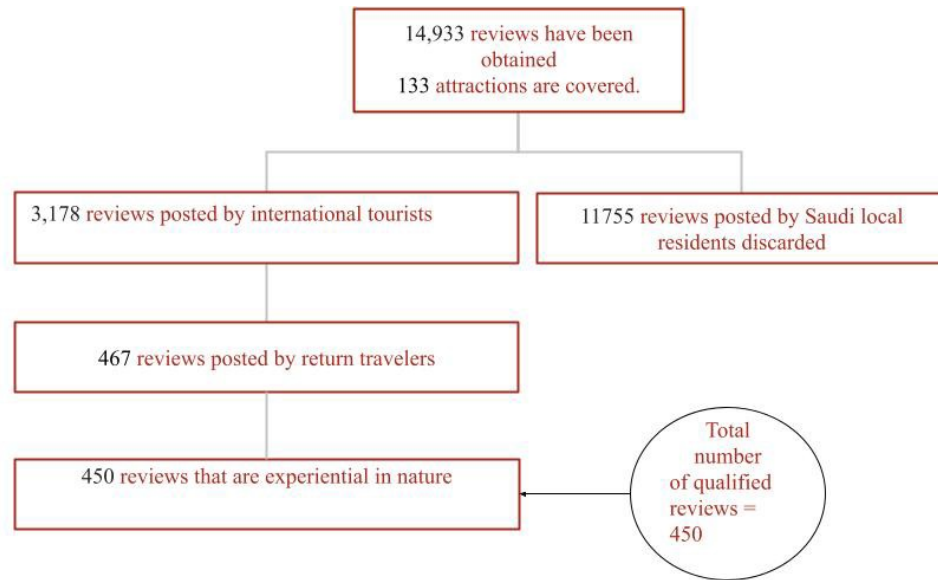 14,933 reviews have been
obtained
133 attractions are covered.
3,178 reviews posted by international tourists
11755 reviews posted by Saudi local
residents discarded
467 reviews posted by return travelers
450 reviews that are experiential in nature
Total
number
of qualified
reviews =
450